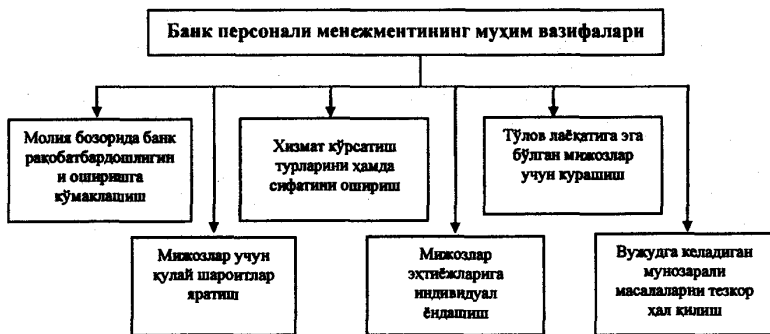 Банк персонали менежментининг муҳим вазифалари
Молия бозорида банк
рақобатбардошлигин
и оширишга
кўмаклашиш
Хизмат кўрсатиш
турларини ҳамда
сифатини ошириш
Тўлов лаёқатига эга
бўлган мижозлар
учун курашиш
Мижозлар учун
қулай шароитлар
яратиш
Мижозлар
эҳтиёжларига
индивидуал
ёндашиш
Вужудга келадиган
мунозарали
масалаларни тезкор
ҳал қилиш